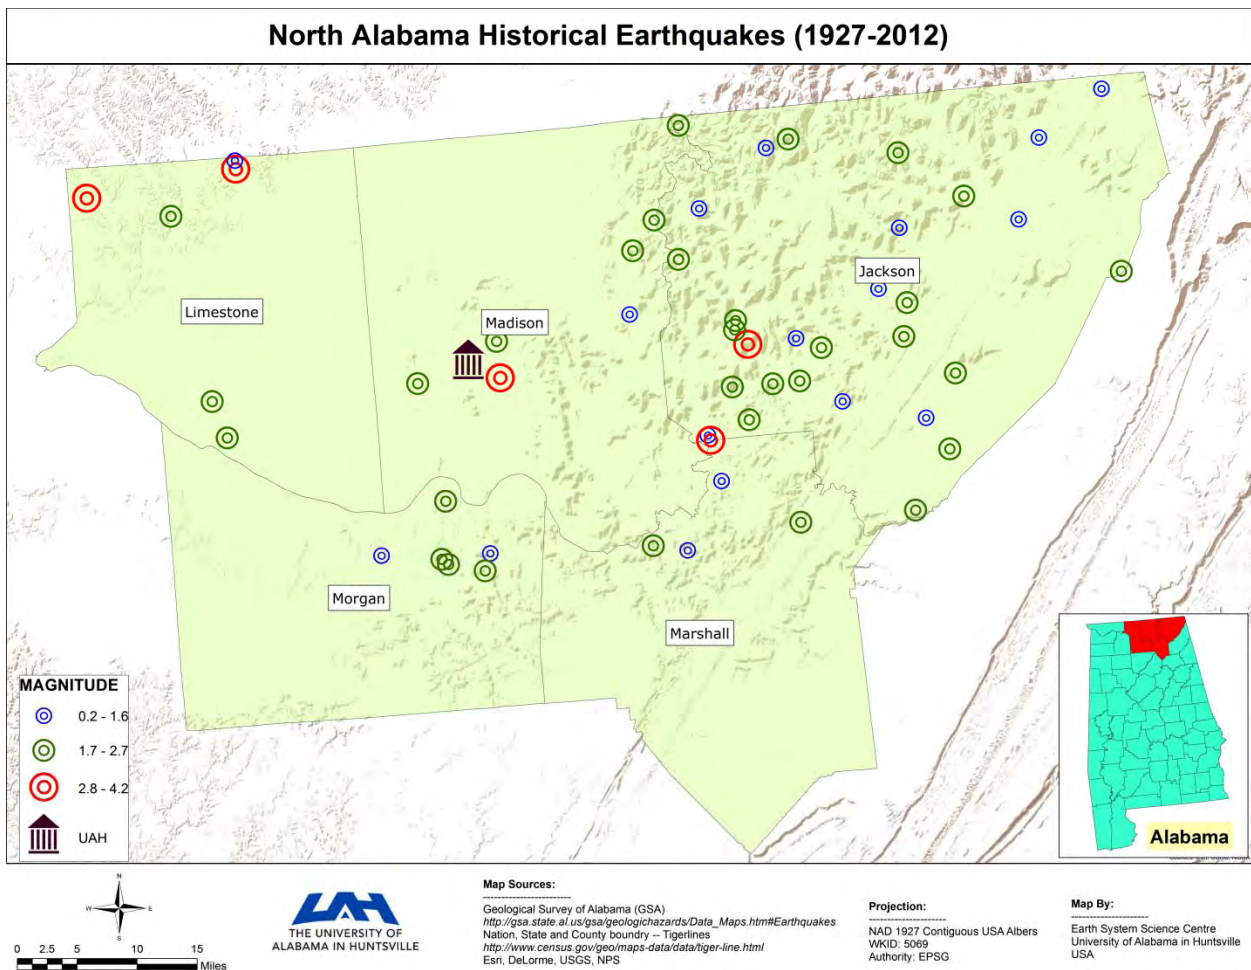 North Alabama Historical Earthquakes (1927-2012)
Limestone
Madison
Jackson
Morgan
Marshall
MAGNITUDE
0.2 - 1.6
1.7 - 2.7
2.8 - 4.2
UAH
Alabama
N
W E
S
0 2.5 5 10 15
Miles
UAH
THE UNIVERSITY OF
ALABAMA IN HUNTSVILLE
Map Sources:
------------------------
Geological Survey of Alabama (GSA)
http://gsa.state.al.us/gsa/geologichazards/Data_Maps.htm#Earthquakes
Nation, State and County boundry -- Tigerlines
http://www.census.gov/geo/maps-data/data/tiger-line.html
Esri, DeLorme, USGS, NPS
Projection:
---------------------
NAD 1927 Contiguous USA Albers
WKID: 5069
Authority: EPSG
Map By:
---------------------
Earth System Science Centre
University of Alabama in Huntsville
USA